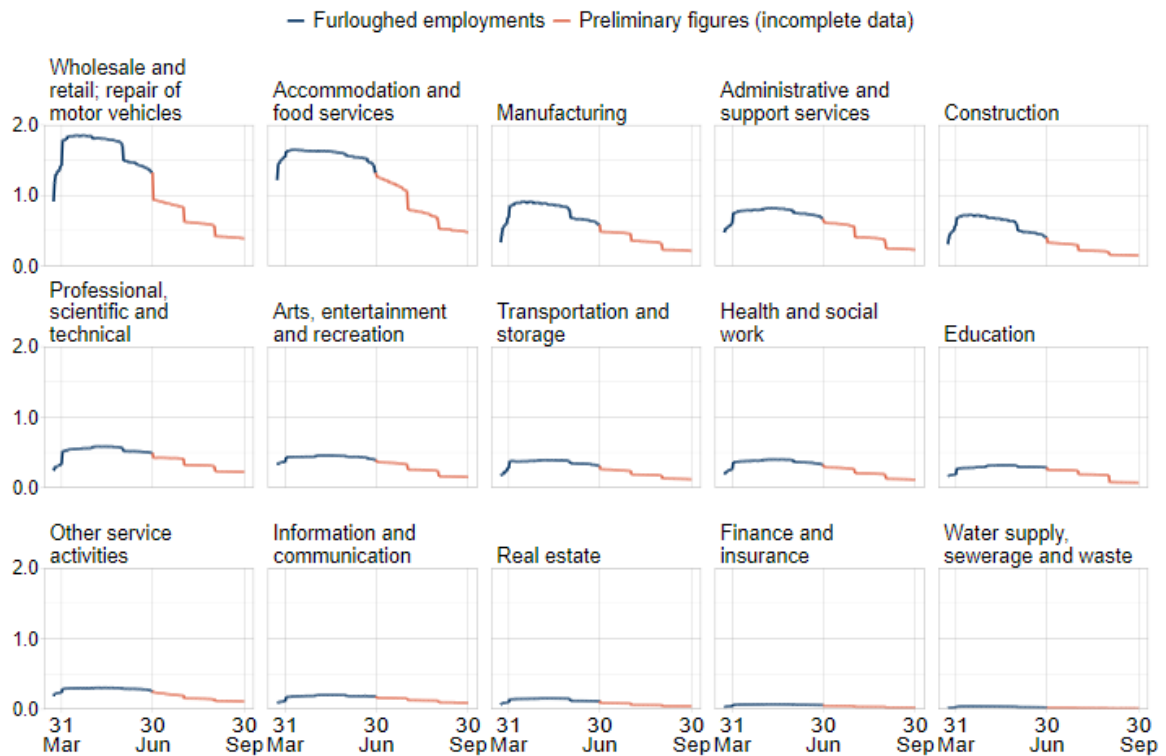 Furloughed employments Preliminary figures (incomplete data)
Wholesale and
retail; repair of
motor vehicles
Accommodation and
food services
Manufacturing
Administrative and
support services
Construction
2.0
1.0
0.0
Professional,
scientific and
technical
Arts, entertainment
and recreation
Transportation and
storage
Health and social
work
Education
2.0
1.0
0.0
Other service
activities
Information and
communication
Real estate
Finance and
insurance
Water supply,
sewerage and waste
2.0
1.0
0.0
31 30 30 31 30 30 31 30 30 31 30 30 31 30 30
Mar Jun Sep Mar Jun Sep Mar Jun Sep Mar Jun Sep Mar Jun Sep